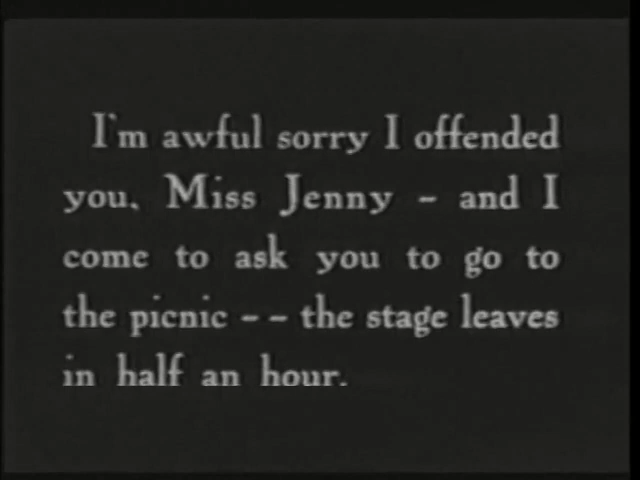 I'm awful sorry I offended
you, Miss Jenny - and I
come to ask you to go to
the picnic - - the stage leaves
in half an hour.